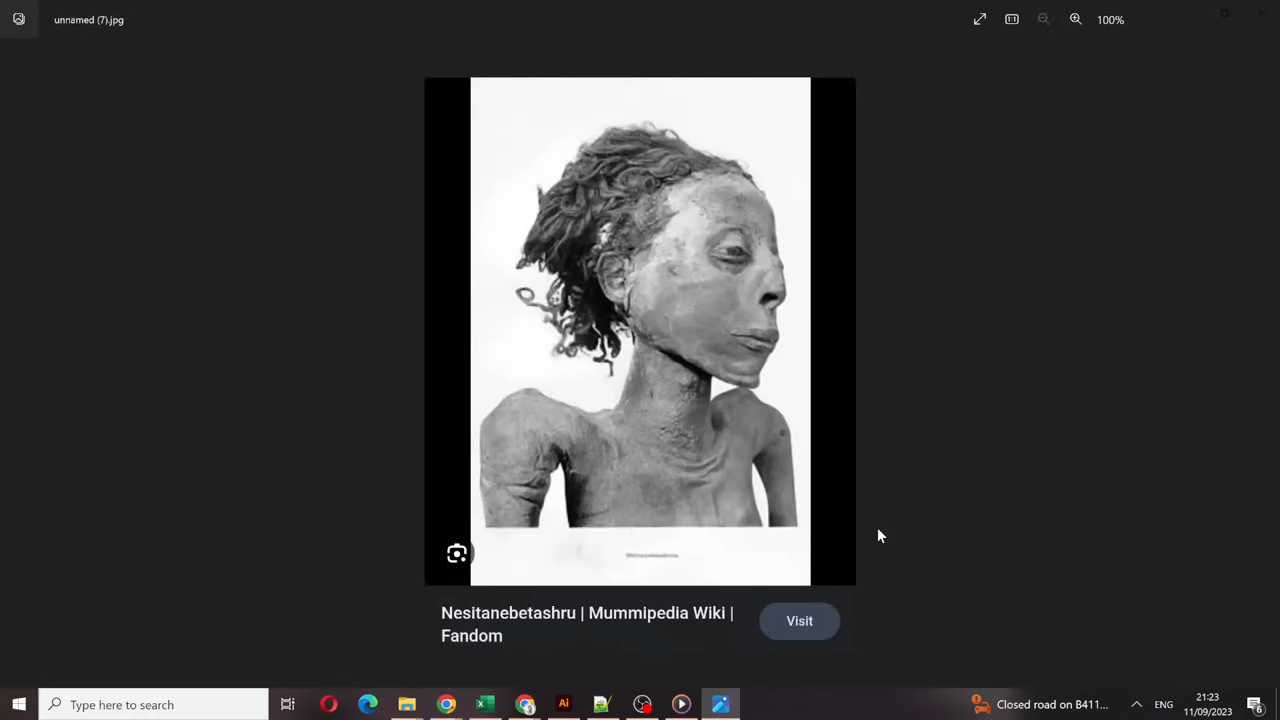 unnamed (7).jpg
100%
Nesitanebetashru | Mummipedia Wiki |
Fandom
Visit
Type here to search
Closed road on B411...
ENG
21:23
11/09/2023
6